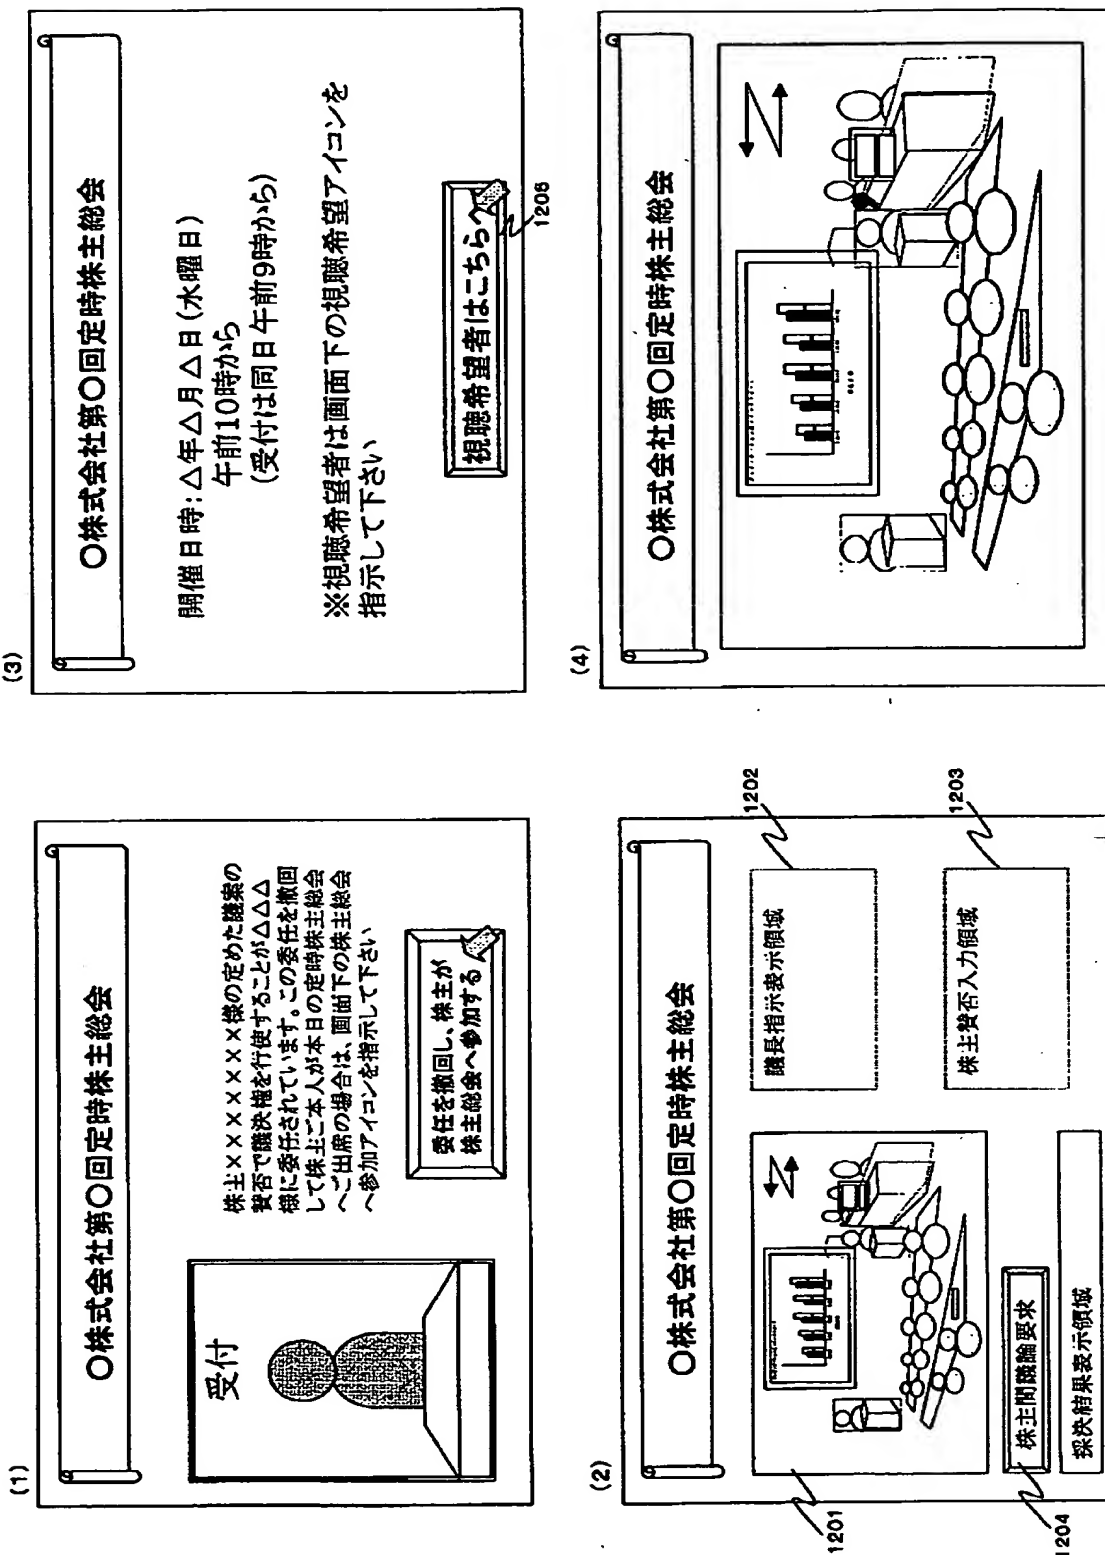 (1)
〇株式会社第〇回定時株主総会
受付
株主××××××様の定めた議案の
賛否で議決権を行使することが△△△
様に委任されています。この委任を撤回
して株主ご本人が本日の定時株主総会
へご出席の場合は、画面下の株主総会
へ参加アイコンを指示して下さい
委任を撤回し、株主が
株主総会へ参加する
(2)
〇株式会社第〇回定時株主総会
議長指示表示領域
株主賛否入力領域
株主間議論要求
採決結果表示領域
1201
1202
1203
1204
(3)
〇株式会社第〇回定時株主総会
開催日時:△年△月△日(水曜日)
午前10時から
(受付は同日午前9時から)
※視聴希望者は画面下の視聴希望アイコンを
指示して下さい
視聴希望者はこちらへ
1206
(4)
〇株式会社第〇回定時株主総会